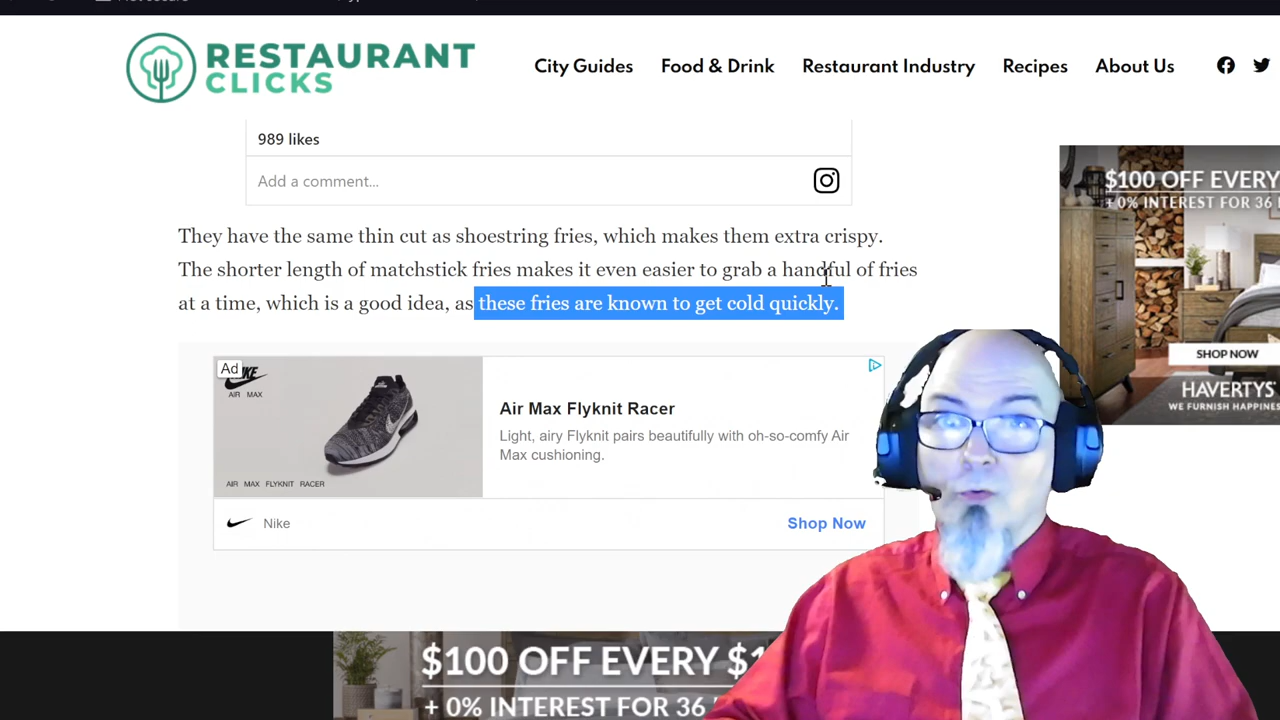 RESTAURANT
CLICKS
City Guides Food & Drink Restaurant Industry Recipes About Us
989 likes
Add a comment...
They have the same thin cut as shoestring fries, which makes them extra crispy.
The shorter length of matchstick fries makes it even easier to grab a handful of fries
at a time, which is a good idea, as these fries are known to get cold quickly.
$100 OFF EVERY
+ 0% INTEREST FOR 36
SHOP NOW
HAVERTYS
WE FURNISH HAPPINES
Ad
AIR MAX
AIR MAX FLYKNIT RACER
Air Max Flyknit Racer
Light, airy Flyknit pairs beautifully with oh-so-comfy Air
Max cushioning.
Nike
Shop Now
$100 OFF EVERY $1
+ 0% INTEREST FOR 36